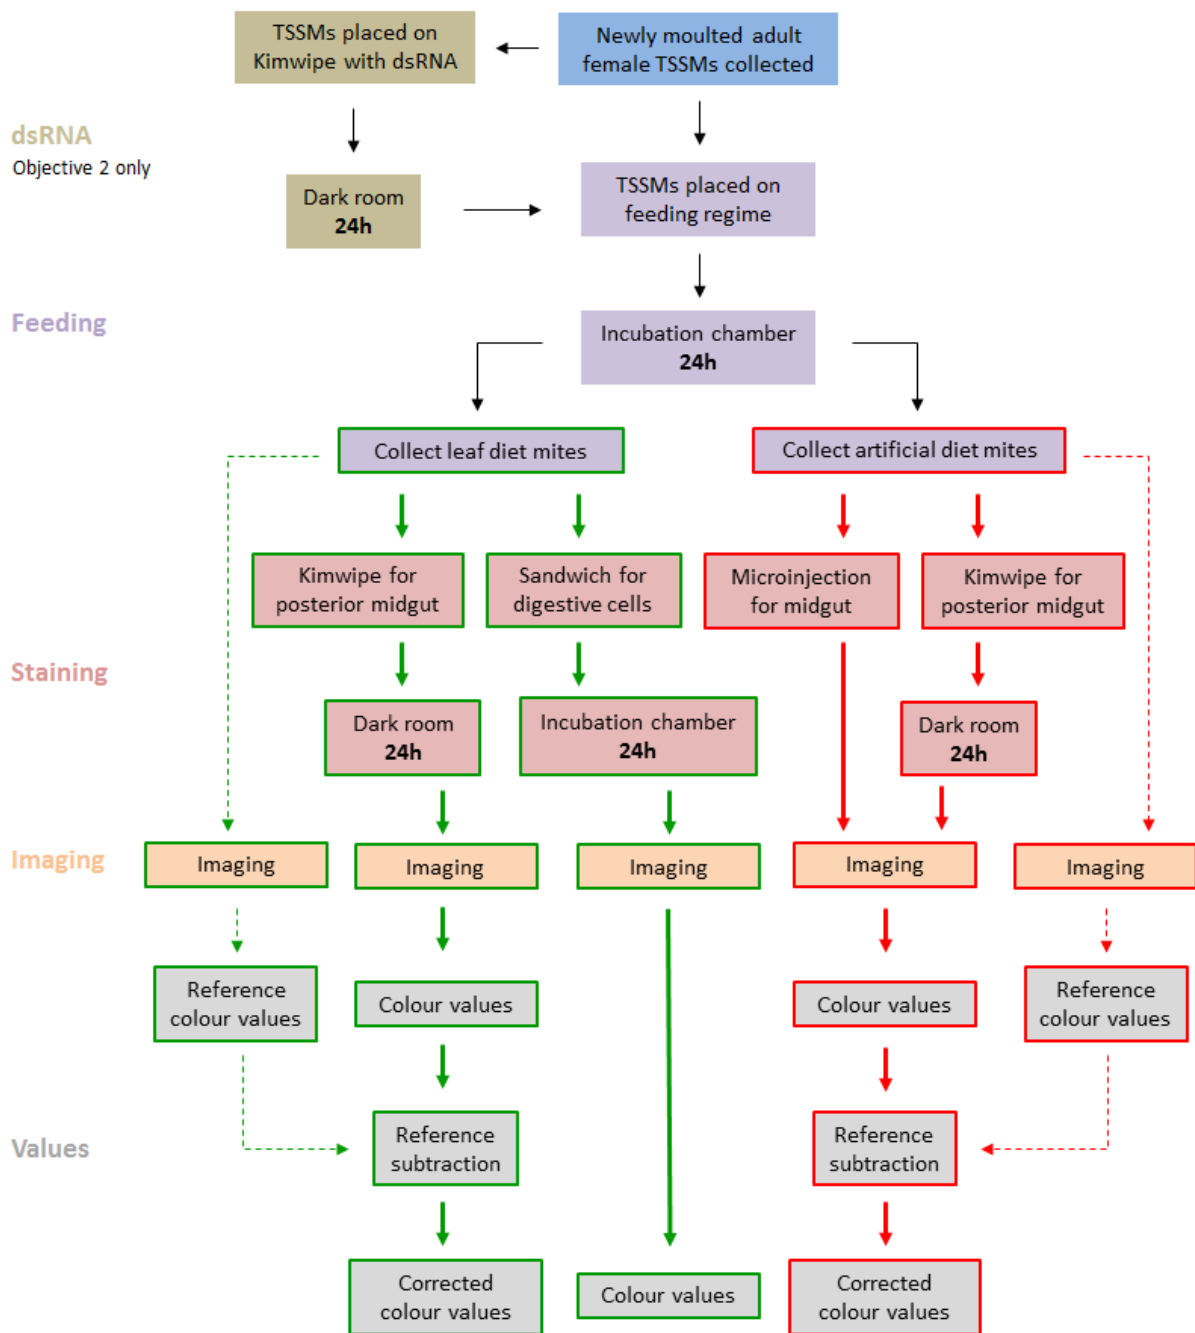 TSSMs placed on
Kimwipe with dsRNA
Newly moulted adult
female TSSMs collected
dsRNA
Objective 2 only
Dark room
24h
TSSMs placed on
feeding regime
Feeding
Incubation chamber
24h
Collect leaf diet mites
Collect artificial diet mites
Kimwipe for
posterior midgut
Sandwich for
digestive cells
Microinjection
for midgut
Kimwipe for
posterior midgut
Staining
Dark room
24h
Incubation chamber
24h
Dark room
24h
Imaging
Imaging
Imaging
Imaging
Imaging
Imaging
Reference
colour values
Colour values
Colour values
Reference
colour values
Values
Reference
subtraction
Reference
subtraction
Corrected
colour values
Colour values
Corrected
colour values